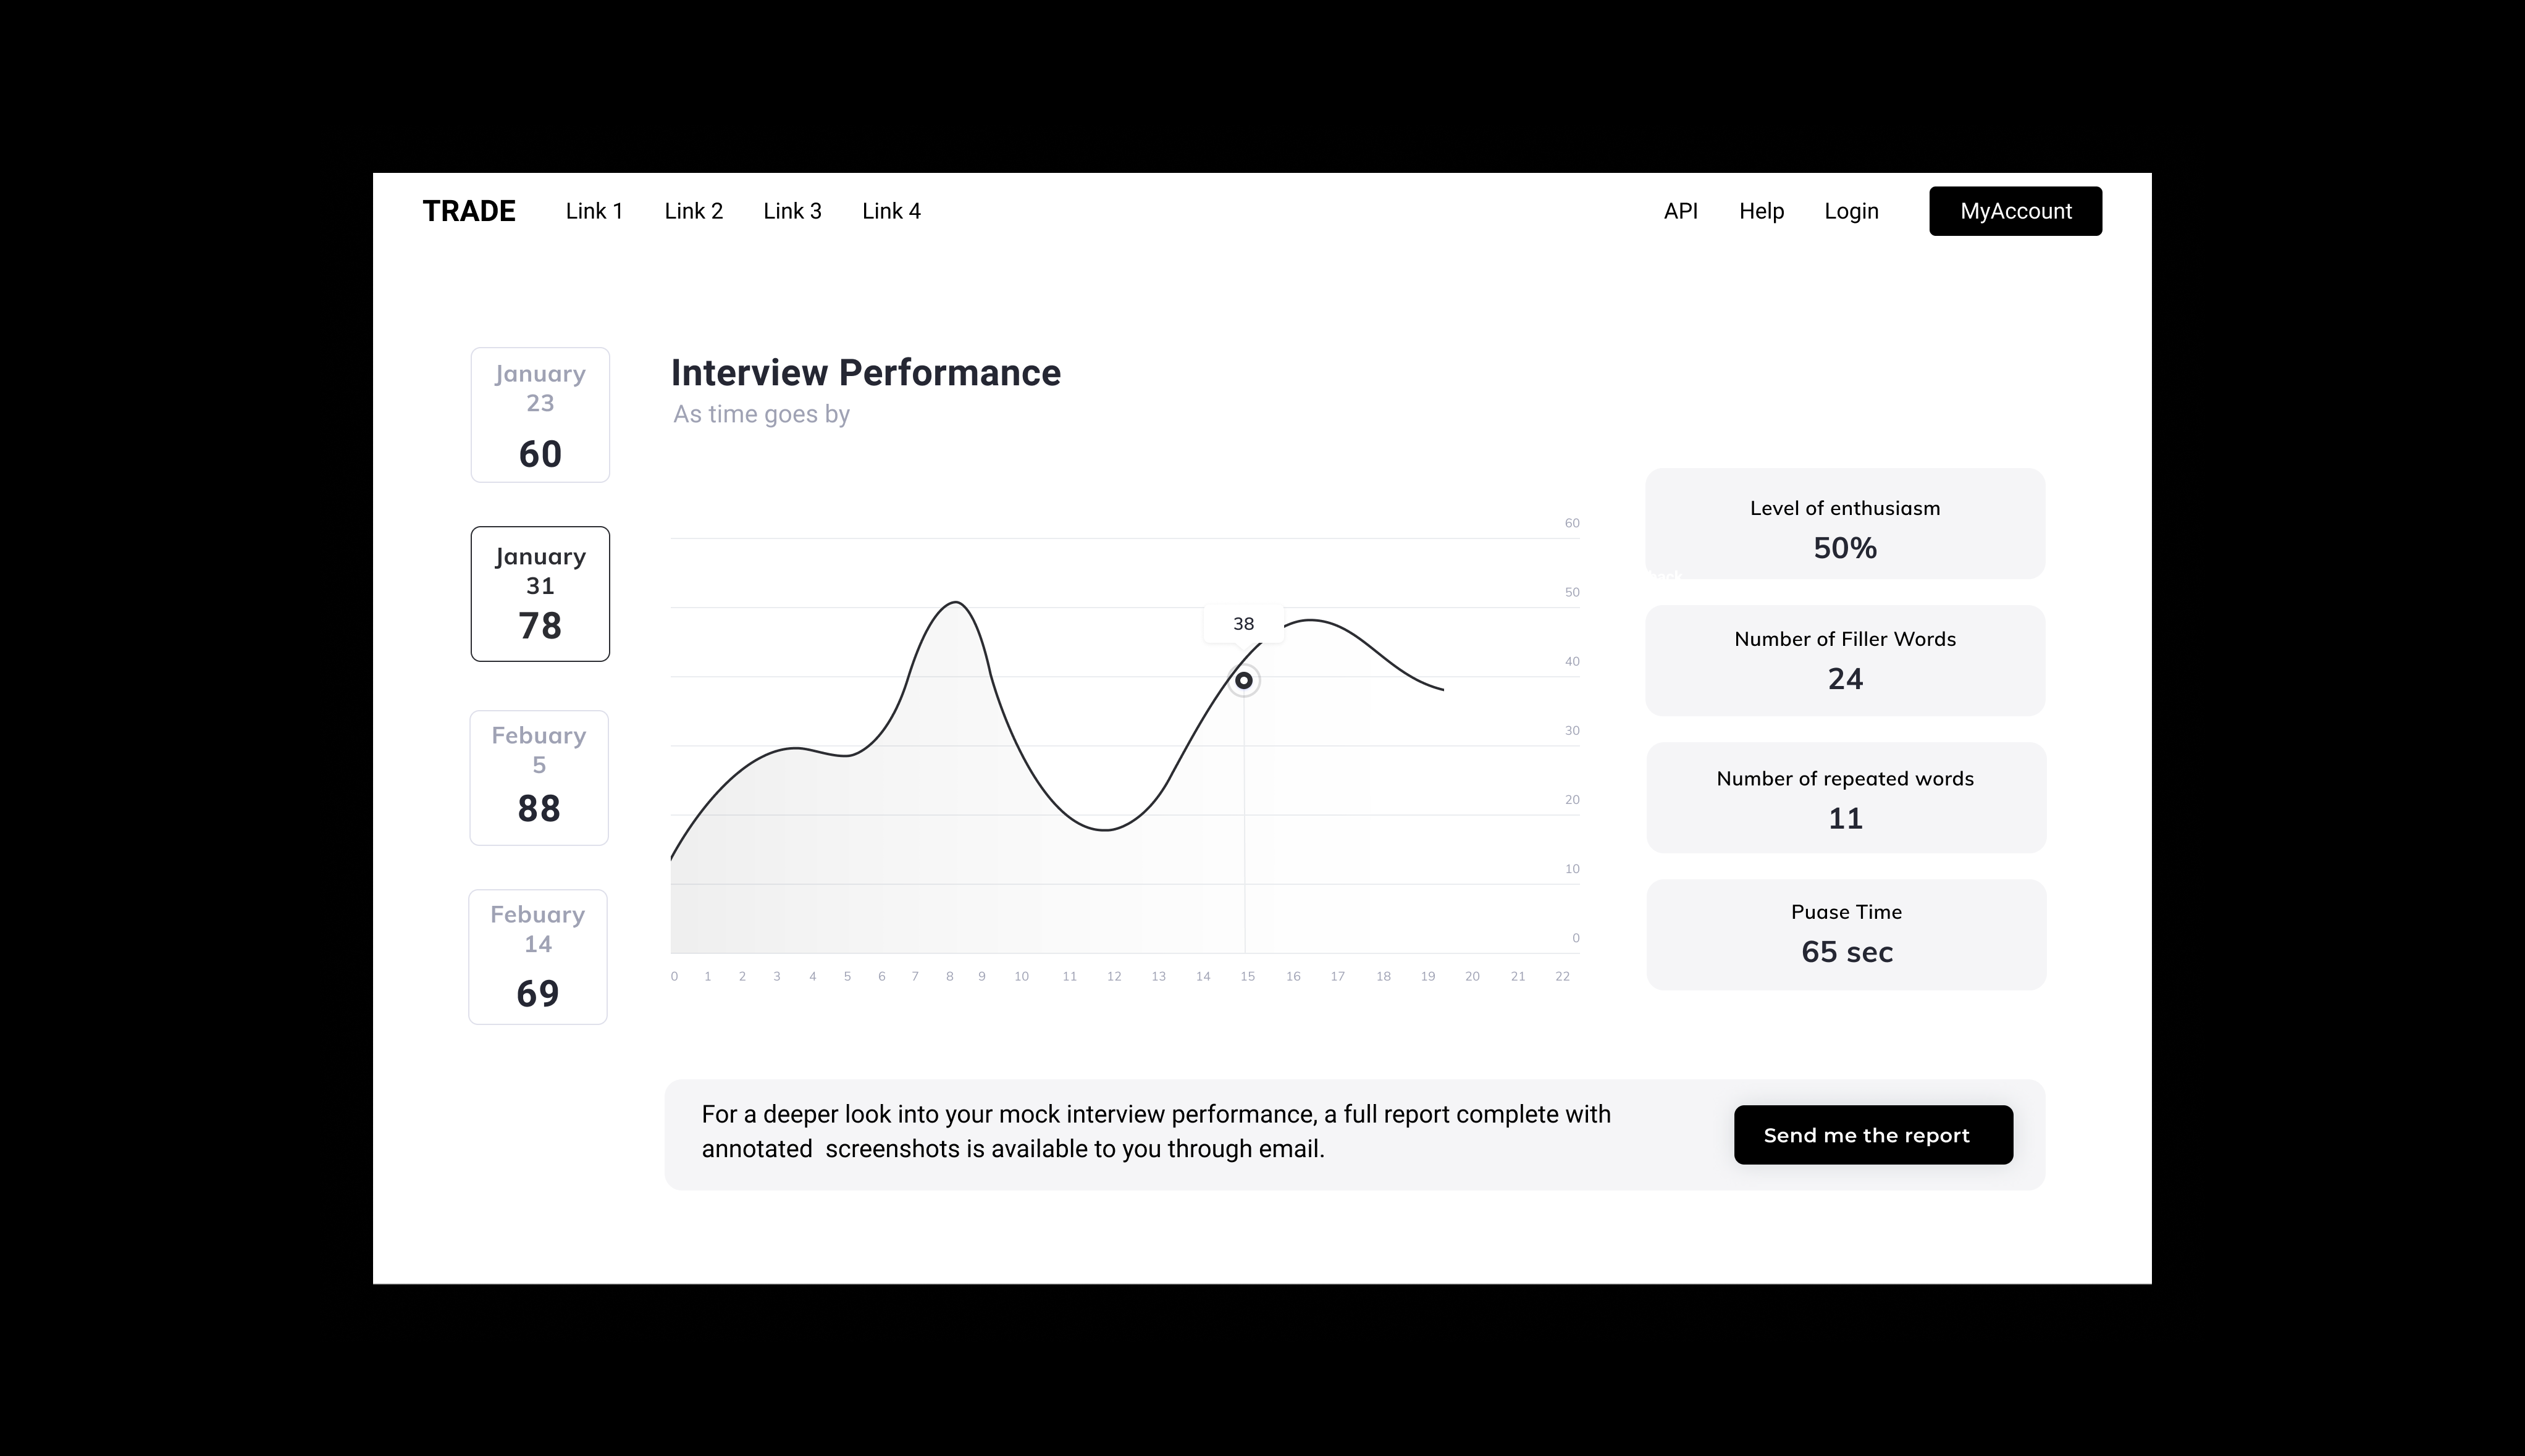 TRADE Link 1 Link 2 Link 3 Link 4 API Help Login MyAccount
January
23
60
January
31
78
Febuary
5
88
Febuary
14
69
Interview Performance
As time goes by
60
50
40
30
20
10
0
38
0 1 2 3 4 5 6 7 8 9 10 11 12 13 14 15 16 17 18 19 20 21 22
Level of enthusiasm
50%
Number of Filler Words
24
Number of repeated words
11
Puase Time
65 sec
For a deeper look into your mock interview performance, a full report complete with
annotated screenshots is available to you through email.
Send me the report